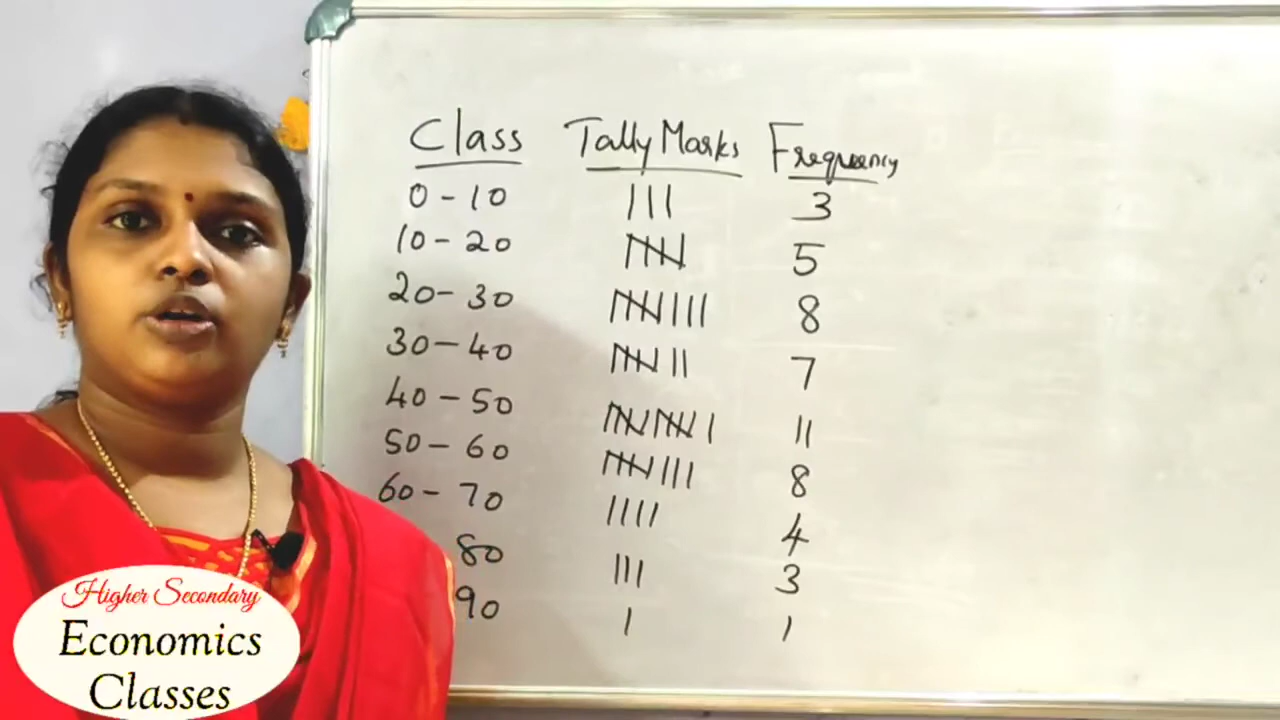 Class Tally Marks Frequency
0 - 10 ||| 3
10 - 20 |||| 5
20 - 30 |||| ||| 8
30 - 40 |||| || 7
40 - 50 |||| |||| | 11
50 - 60 |||| ||| 8
60 - 70 |||| 4
80 ||| 3
90 | 1
Higher Secondary
Economics
Classes